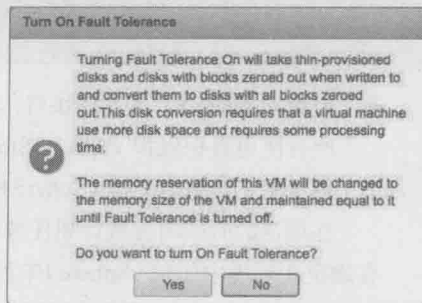 Turn On Fault Tolerance
Turning Fault Tolerance On will take thin-provisioned
disks and disks with blocks zeroed out when written to
and convert them to disks with all blocks zeroed
out.This disk conversion requires that a virtual machine
use more disk space and requires some processing
time.
The memory reservation of this VM will be changed to
the memory size of the VM and maintained equal to it
until Fault Tolerance is turned off.
Do you want to turn On Fault Tolerance?
Yes No